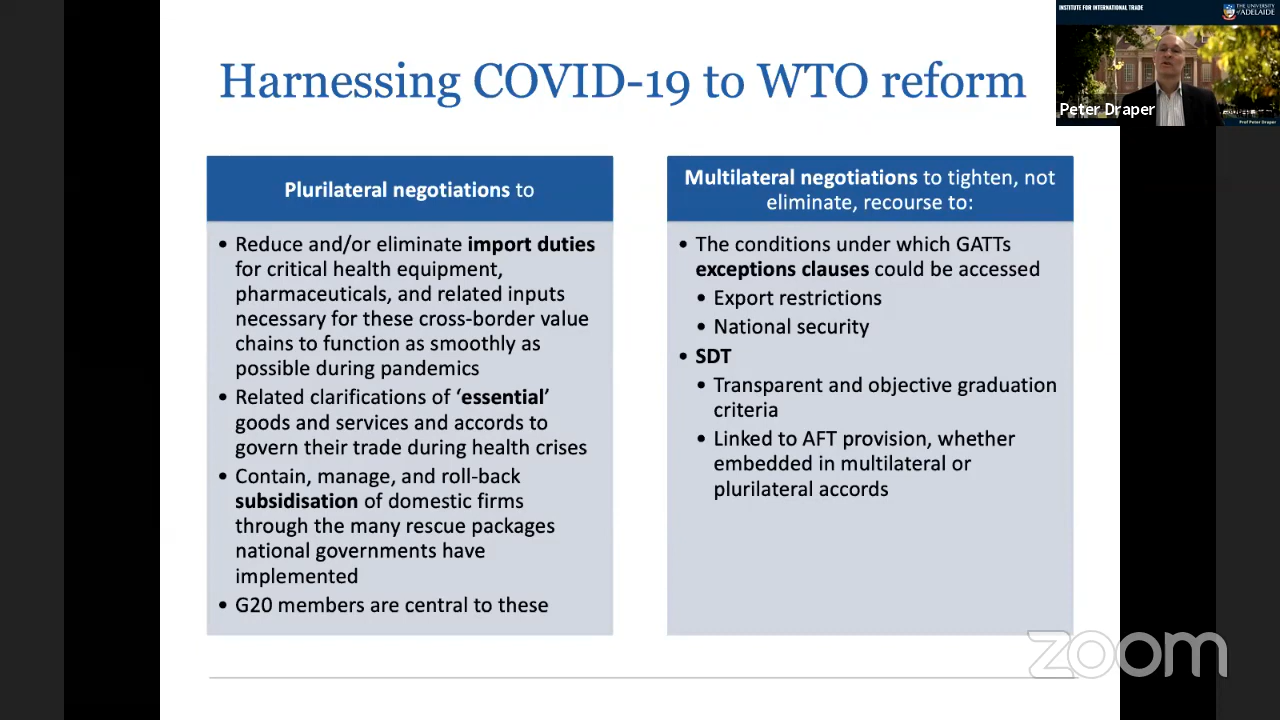 INSTITUTE FOR INTERNATIONAL TRADE
THE UNIVERSITY
of ADELAIDE
Peter Draper
Prof Peter Draper
Harnessing COVID-19 to WTO reform
Plurilateral negotiations to
• Reduce and/or eliminate import duties
for critical health equipment,
pharmaceuticals, and related inputs
necessary for these cross-border value
chains to function as smoothly as
possible during pandemics
• Related clarifications of ‘essential’
goods and services and accords to
govern their trade during health crises
• Contain, manage, and roll-back
subsidisation of domestic firms
through the many rescue packages
national governments have
implemented
• G20 members are central to these
Multilateral negotiations to tighten, not
eliminate, recourse to:
• The conditions under which GATTs
exceptions clauses could be accessed
• Export restrictions
• National security
• SDT
• Transparent and objective graduation
criteria
• Linked to AFT provision, whether
embedded in multilateral or
plurilateral accords
zoom